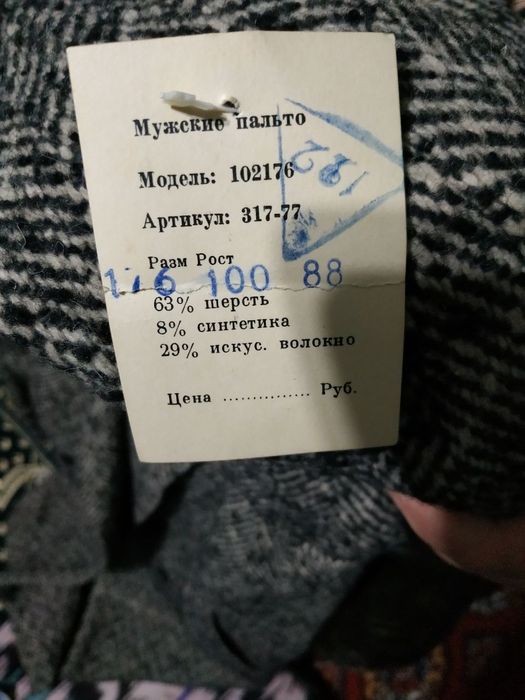 Мужские пальто
Модель: 102176
Артикул: 317-77
Разм Рост
176 100 88
63% шерсть
8% синтетика
29% искус. волокно
Цена ............... Руб.